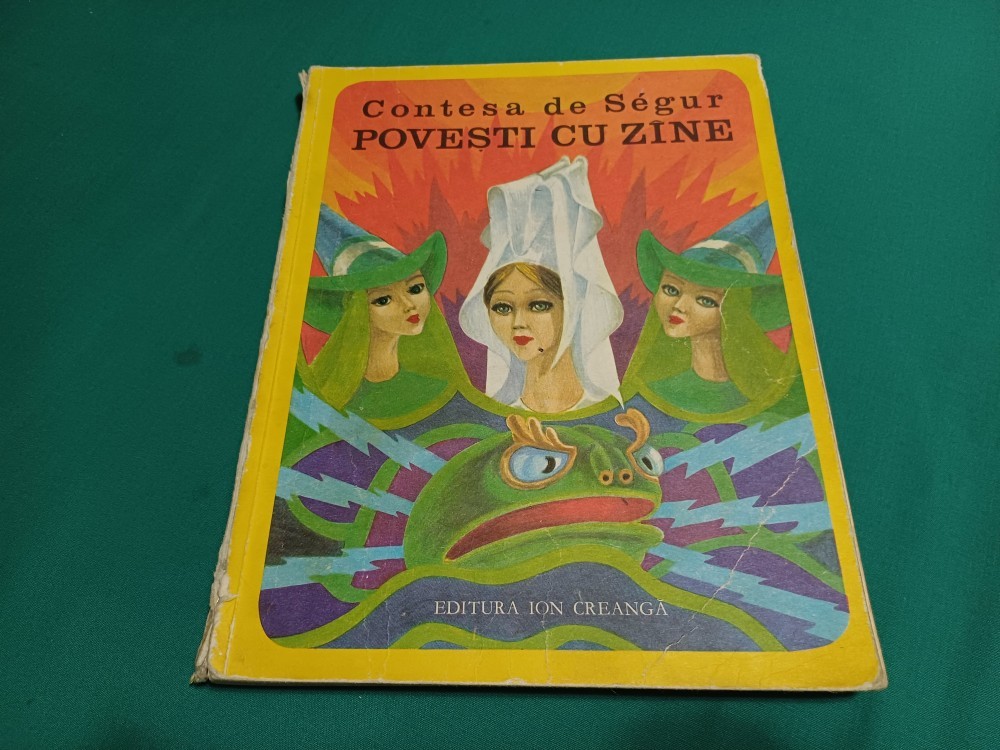 Contesa de Ségur
POVEȘTI CU ZÎNE
EDITURA ION CREANGĂ